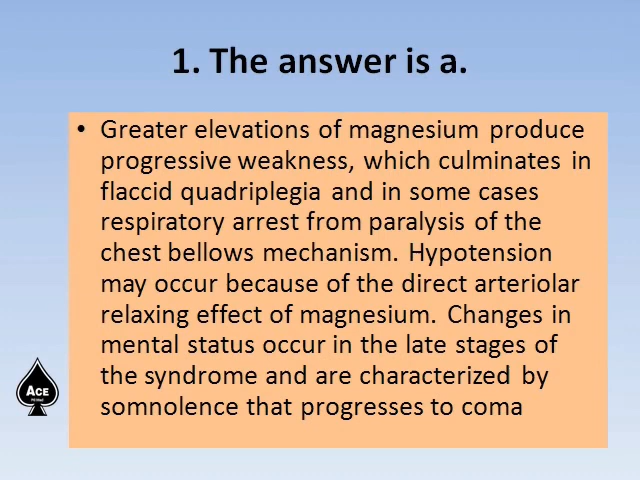 1. The answer is a.
• Greater elevations of magnesium produce
progressive weakness, which culminates in
flaccid quadriplegia and in some cases
respiratory arrest from paralysis of the
chest bellows mechanism. Hypotension
may occur because of the direct arteriolar
relaxing effect of magnesium. Changes in
mental status occur in the late stages of
the syndrome and are characterized by
somnolence that progresses to coma
ACE